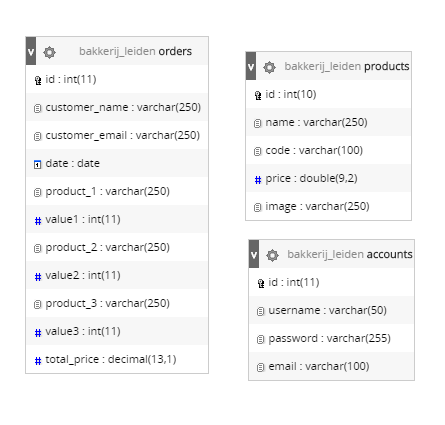 v bakkerij_leiden orders
id : int(11)
customer_name : varchar(250)
customer_email : varchar(250)
date : date
product_1 : varchar(250)
# value1 : int(11)
product_2 : varchar(250)
# value2 : int(11)
product_3 : varchar(250)
# value3 : int(11)
# total_price : decimal(13,1)
v bakkerij_leiden products
id : int(10)
name : varchar(250)
code : varchar(100)
# price : double(9,2)
image : varchar(250)
v bakkerij_leiden accounts
id : int(11)
username : varchar(50)
password : varchar(255)
email : varchar(100)